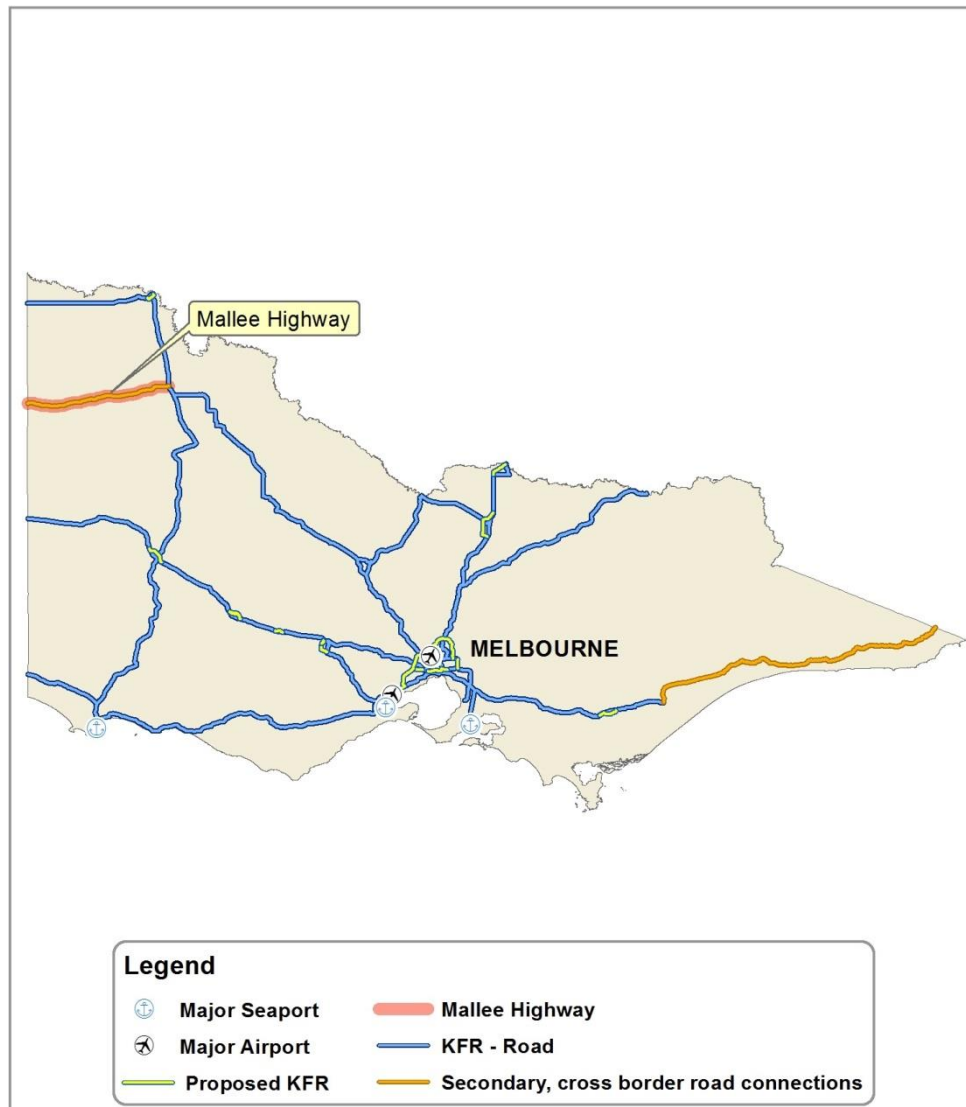 Mallee Highway
MELBOURNE
Legend
Major Seaport
Mallee Highway
Major Airport
KFR - Road
Proposed KFR
Secondary, cross border road connections